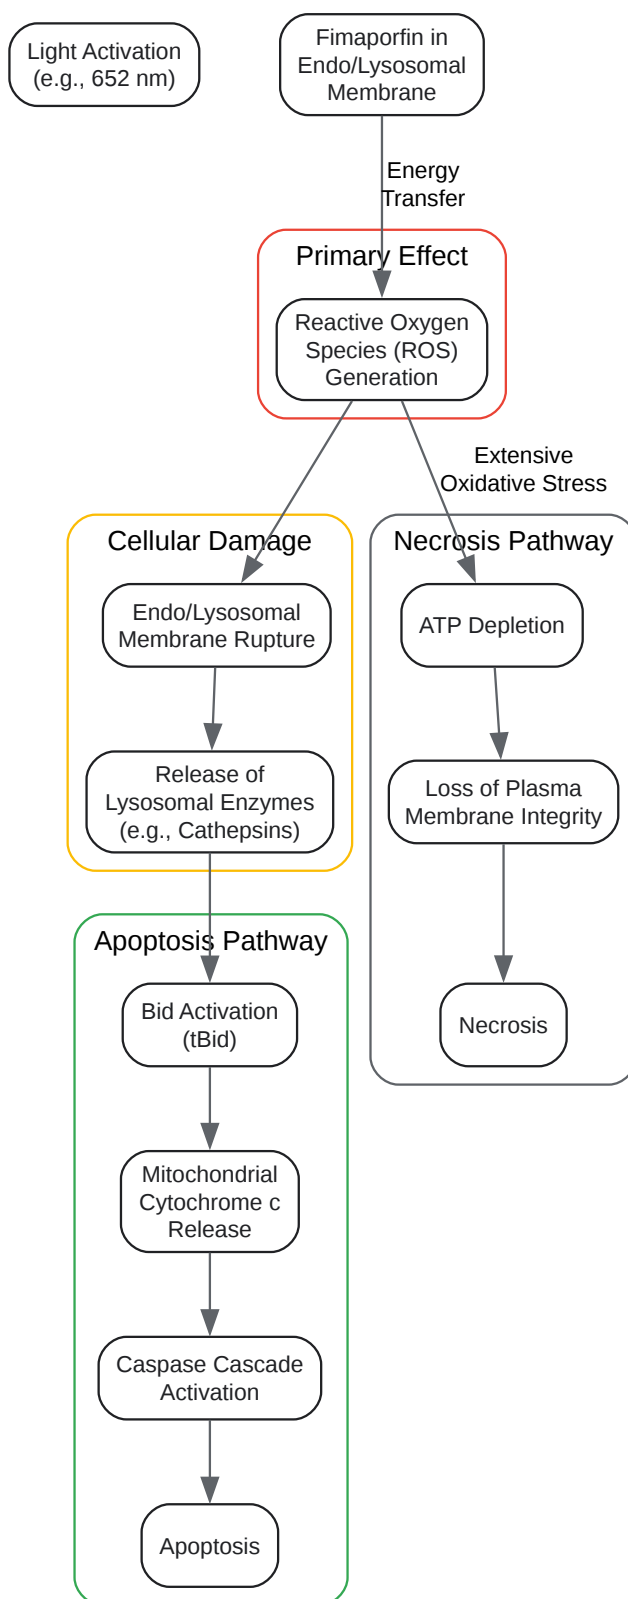 Light Activation
(e.g., 652 nm)
Fimaporfin in
Endo/Lysosomal
Membrane
Energy
Transfer
Primary Effect
Reactive Oxygen
Species (ROS)
Generation
Extensive
Oxidative Stress
Cellular Damage
Necrosis Pathway
Endo/Lysosomal
Membrane Rupture
ATP Depletion
Release of
Lysosomal Enzymes
(e.g., Cathepsins)
Loss of Plasma
Membrane Integrity
Apoptosis Pathway
Bid Activation
(tBid)
Necrosis
Mitochondrial
Cytochrome c
Release
Caspase Cascade
Activation
Apoptosis